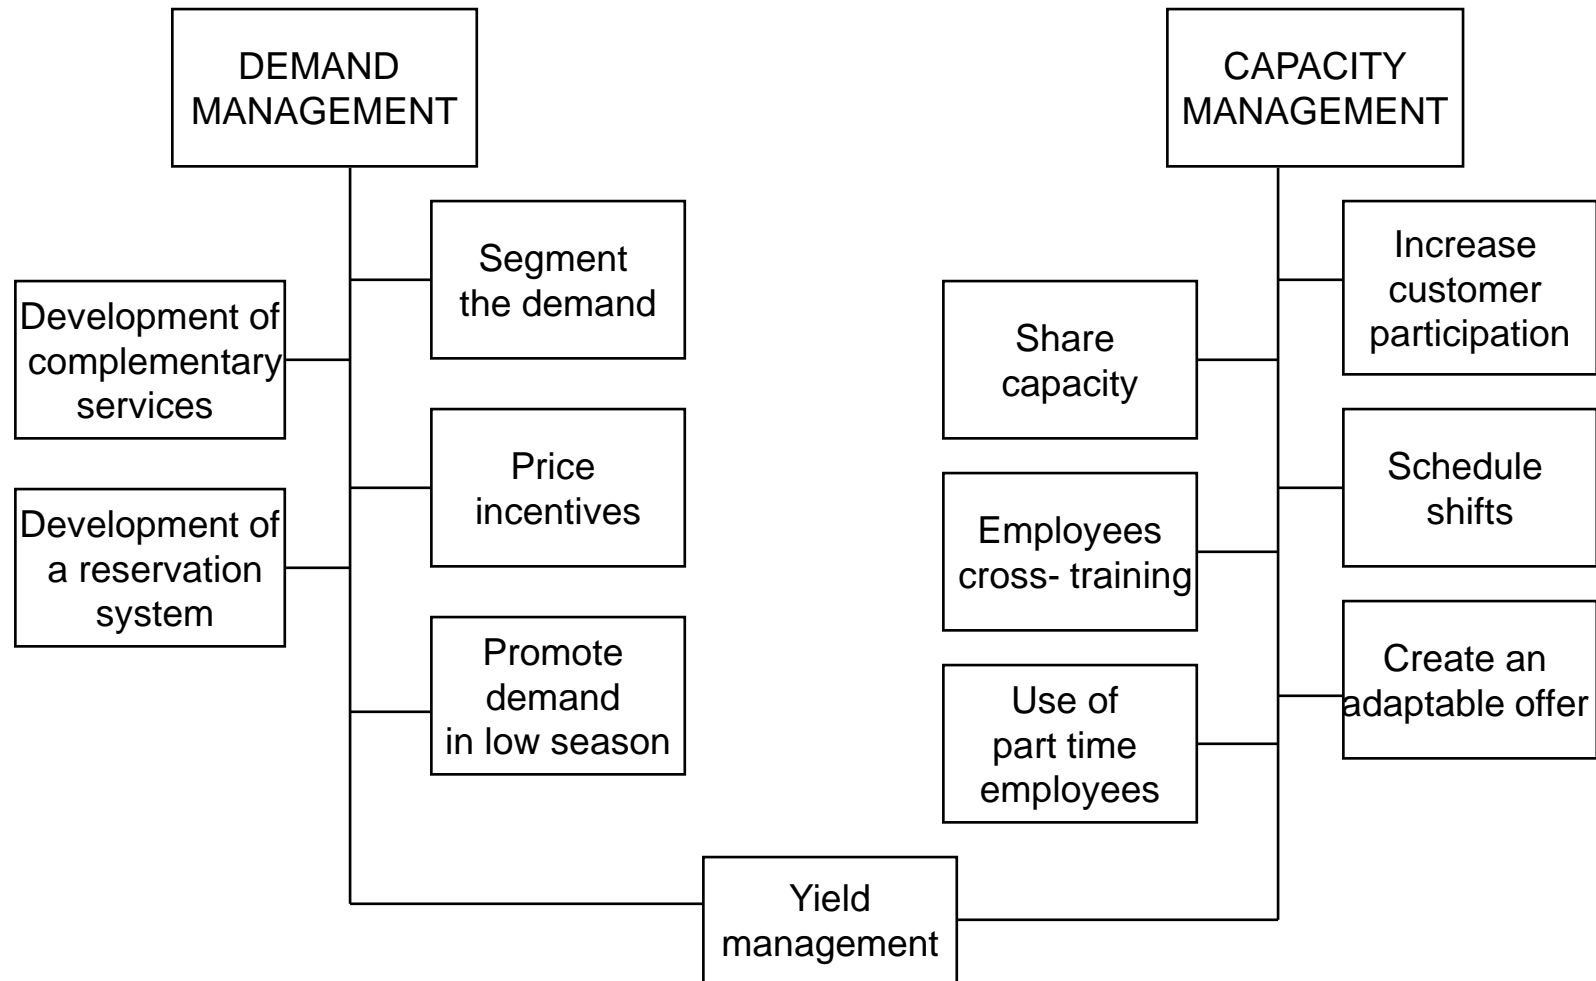 DEMAND
MANAGEMENT
Segment
the demand
Development of
complementary
services
Price
incentives
Development of
a reservation
system
Promote
demand
in low season
CAPACITY
MANAGEMENT
Increase
customer
participation
Share
capacity
Schedule
shifts
Employees
cross- training
Create an
adaptable offer
Use of
part time
employees
Yield
management